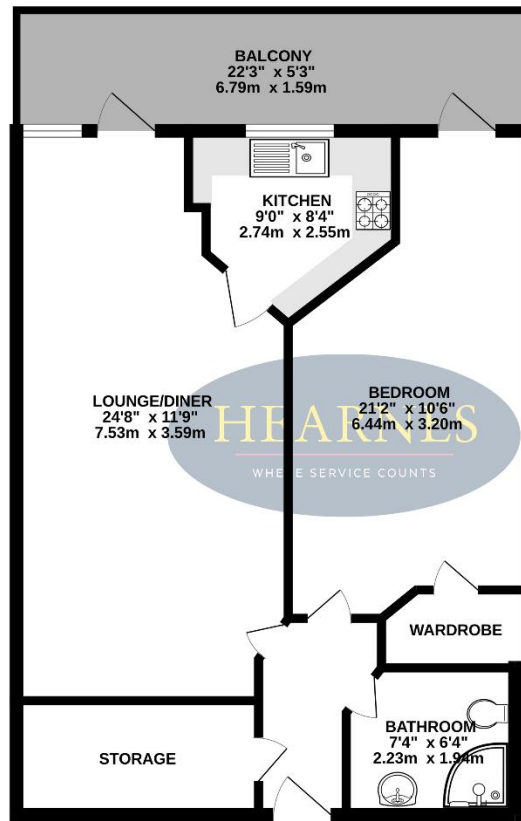 BALCONY
22'3" x 5'3"
6.79m x 1.59m
KITCHEN
9'0" x 8'4"
2.74m x 2.55m
LOUNGE/DINER
24'8" x 11'9"
7.53m x 3.59m
BEDROOM
21'2" x 10'6"
6.44m x 3.20m
HEARNES
WHERE SERVICE COUNTS
WARDROBE
STORAGE
BATHROOM
7'4" x 6'4"
2.23m x 1.94m